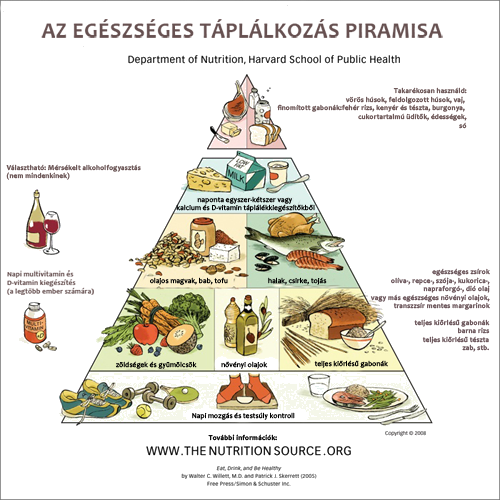 AZ EGÉSZSÉGES TÁPLÁLKOZÁS PIRAMISA
Department of Nutrition, Harvard School of Public Health
Takarékosan használd:
vörös húsok, feldolgozott húsok, vaj,
finomított gabonák:fehér rizs, kenyér és tészta, burgonya,
cukortartalmú üdítők, édességek,
só
Választható: Mérsékelt alkoholfogyasztás
(nem mindenkinek)
LOW FAT
MILK
naponta egyszer-kétszer vagy
kalcium és D-vitamin táplálékkiegészítőkből
olajos magvak, bab, tofu
halak, csirke, tojás
Napi multivitamin és
D-vitamin kiegészítés
(a legtöbb ember számára)
MULTI
VITAMIN
egészséges zsírok
olíva-, repce-, szója-, kukorica-,
napraforgó-, dió olaj
vagy más egészséges növényi olajok,
transzszír mentes margarinok
teljes kiőrlésű gabonák
barna rizs
teljes kiőrlésű tészta
zab, stb.
zöldségek és gyümölcsök
növényi olajok
teljes kiőrlésű gabonák
Napi mozgás és testsúly kontroll
Copyright © 2008
További információk:
WWW.THE NUTRITION SOURCE.ORG
Eat, Drink, and Be Healthy
by Walter C. Willett, M.D. and Patrick J. Skerrett (2005)
Free Press/Simon & Schuster Inc.